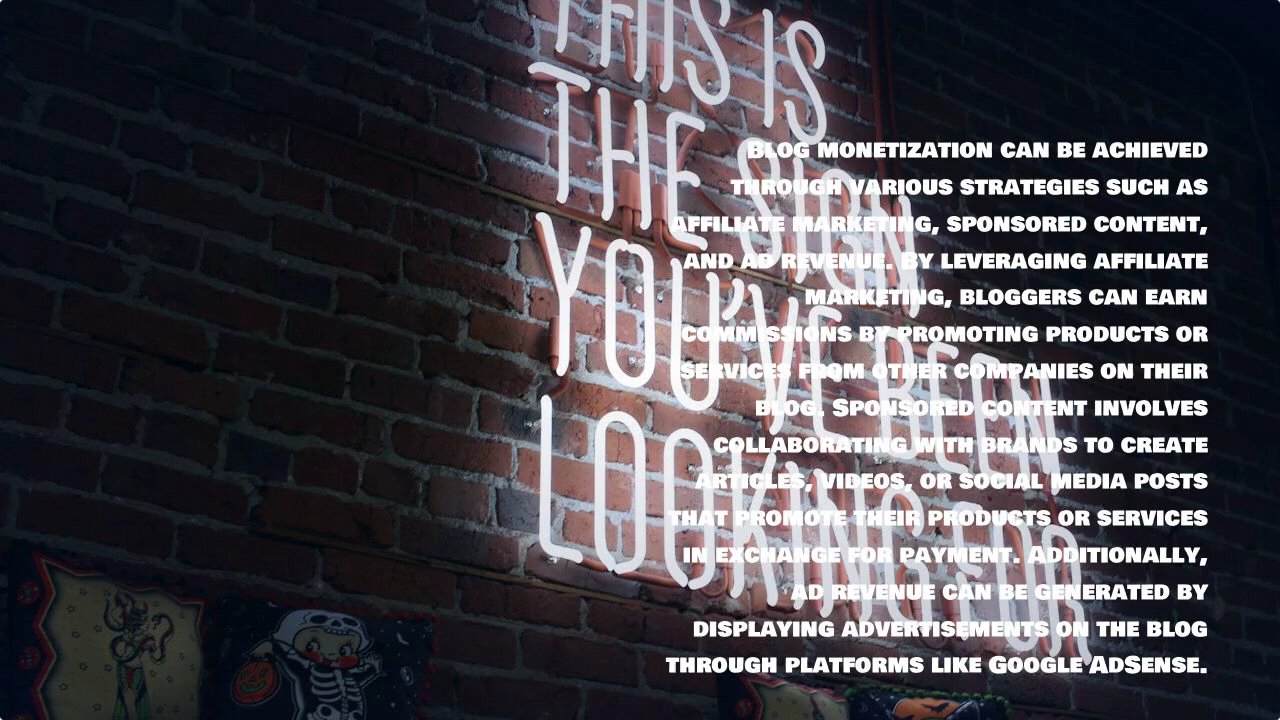 THIS IS
THE SIGN
YOU'VE BEEN
LOOKING FOR
Blog monetization can be achieved
through various strategies such as
affiliate marketing, sponsored content,
and ad revenue. By leveraging affiliate
marketing, bloggers can earn
commissions by promoting products or
services from other companies on their
blog. Sponsored content involves
collaborating with brands to create
articles, videos, or social media posts
that promote their products or services
in exchange for payment. Additionally,
ad revenue can be generated by
displaying advertisements on the blog
through platforms like Google AdSense.